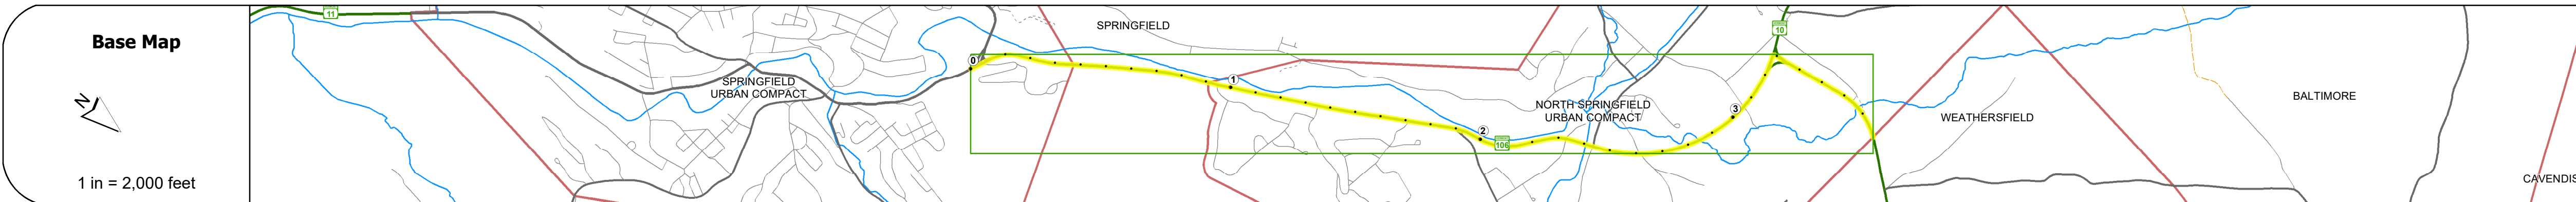 Base Map
N
1 in = 2,000 feet
11
SPRINGFIELD
URBAN COMPACT
0
SPRINGFIELD
1
2
106
NORTH SPRINGFIELD
URBAN COMPACT
3
10
WEATHERSFIELD
BALTIMORE
CAVENDIS